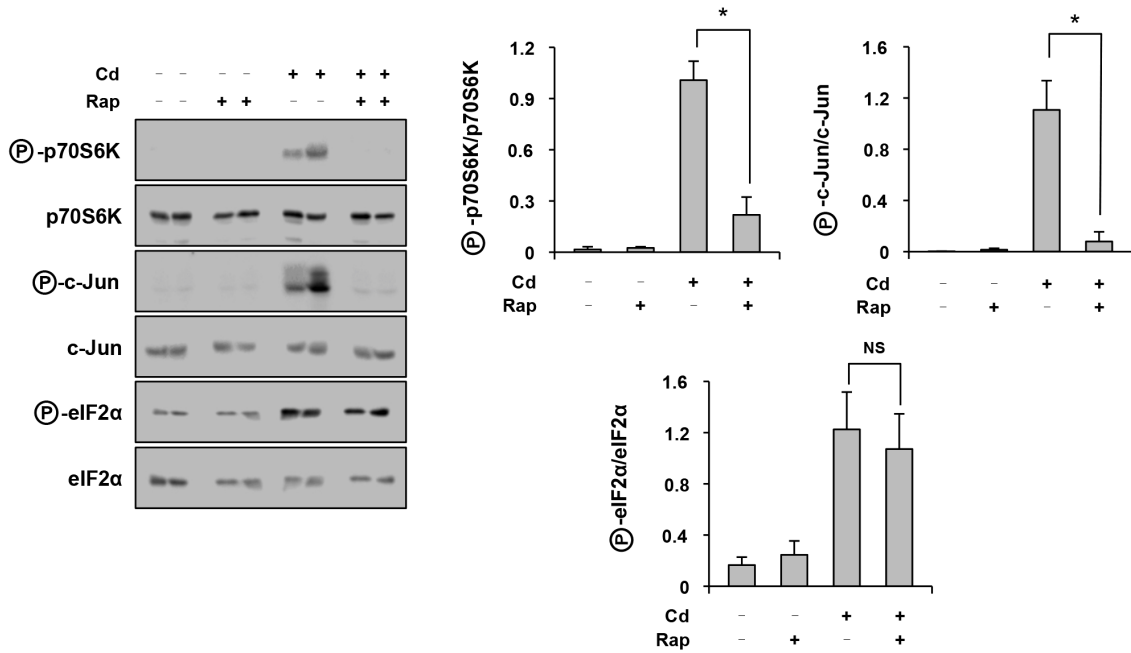 Cd – – – – + + + +
Rap – – + + – – + +
Ⓟ-p70S6K
p70S6K
Ⓟ-c-Jun
c-Jun
Ⓟ-eIF2α
eIF2α
*
Ⓟ-p70S6K/p70S6K
1.2
0.9
0.6
0.3
0
Cd – – + +
Rap – + – +
*
Ⓟ-c-Jun/c-Jun
1.6
1.2
1.6
0.4
0
Cd – – + +
Rap – + – +
NS
Ⓟ-eIF2α/eIF2α
1.6
1.2
0.8
0.4
0
Cd – – + +
Rap – + – +